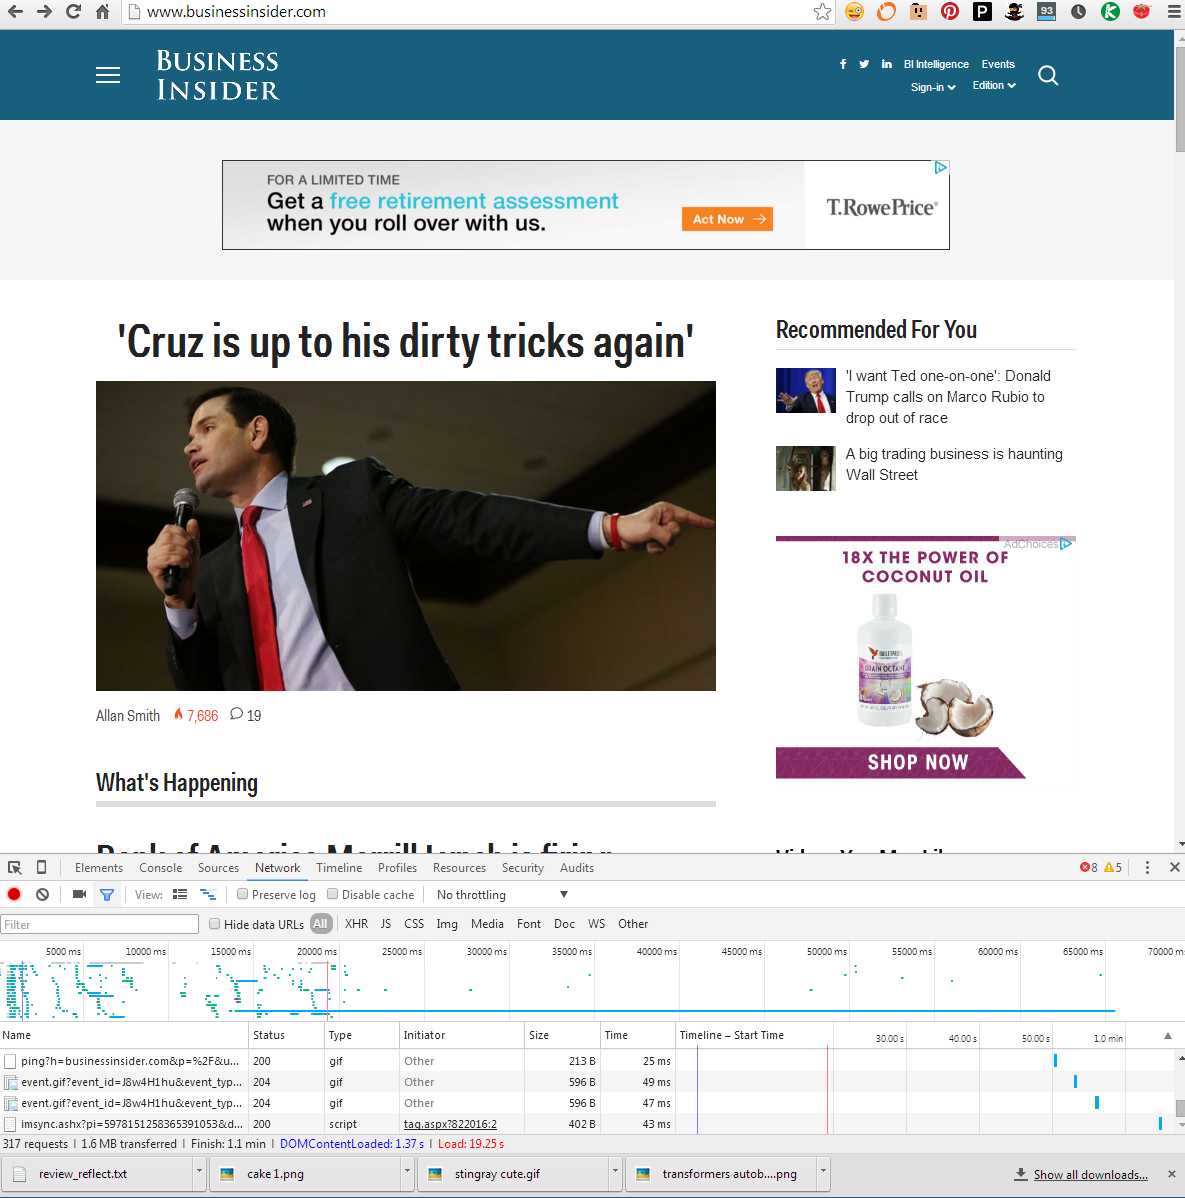 www.businessinsider.com
93
BUSINESS
INSIDER
BI Intelligence Events
Sign-in Edition
FOR A LIMITED TIME
Get a free retirement assessment
when you roll over with us.
Act Now
T.RowePrice
'Cruz is up to his dirty tricks again'
Recommended For You
'I want Ted one-on-one': Donald
Trump calls on Marco Rubio to
drop out of race
A big trading business is haunting
Wall Street
AdChoices
18X THE POWER OF
COCONUT OIL
BRAIN OCTANE
SHOP NOW
Allan Smith 7,686 19
What's Happening
Bank of America Merrill Lynch is firing
Elements Console Sources Network Timeline Profiles Resources Security Audits 8 5
View: Preserve log Disable cache No throttling
Filter Hide data URLs All XHR JS CSS Img Media Font Doc WS Other
5000 ms 10000 ms 15000 ms 20000 ms 25000 ms 30000 ms 35000 ms 40000 ms 45000 ms 50000 ms 55000 ms 60000 ms 65000 ms 70000 ms
Name Status Type Initiator Size Time Timeline – Start Time 30.00 s 40.00 s 50.00 s 1.0 min
ping?h=businessinsider.com&p=%2F&u... 200 gif Other 213 B 25 ms
event.gif?event_id=J8w4H1hu&event_typ... 204 gif Other 596 B 49 ms
event.gif?event_id=J8w4H1hu&event_typ... 204 gif Other 596 B 47 ms
imsync.ashx?pi=5978151258365391053&d... 200 script tag.aspx?822016:2 402 B 43 ms
317 requests | 1.6 MB transferred | Finish: 1.1 min | DOMContentLoaded: 1.37 s | Load: 19.25 s
review_reflect.txt cake 1.png stingray cute.gif transformers autob....png Show all downloads...